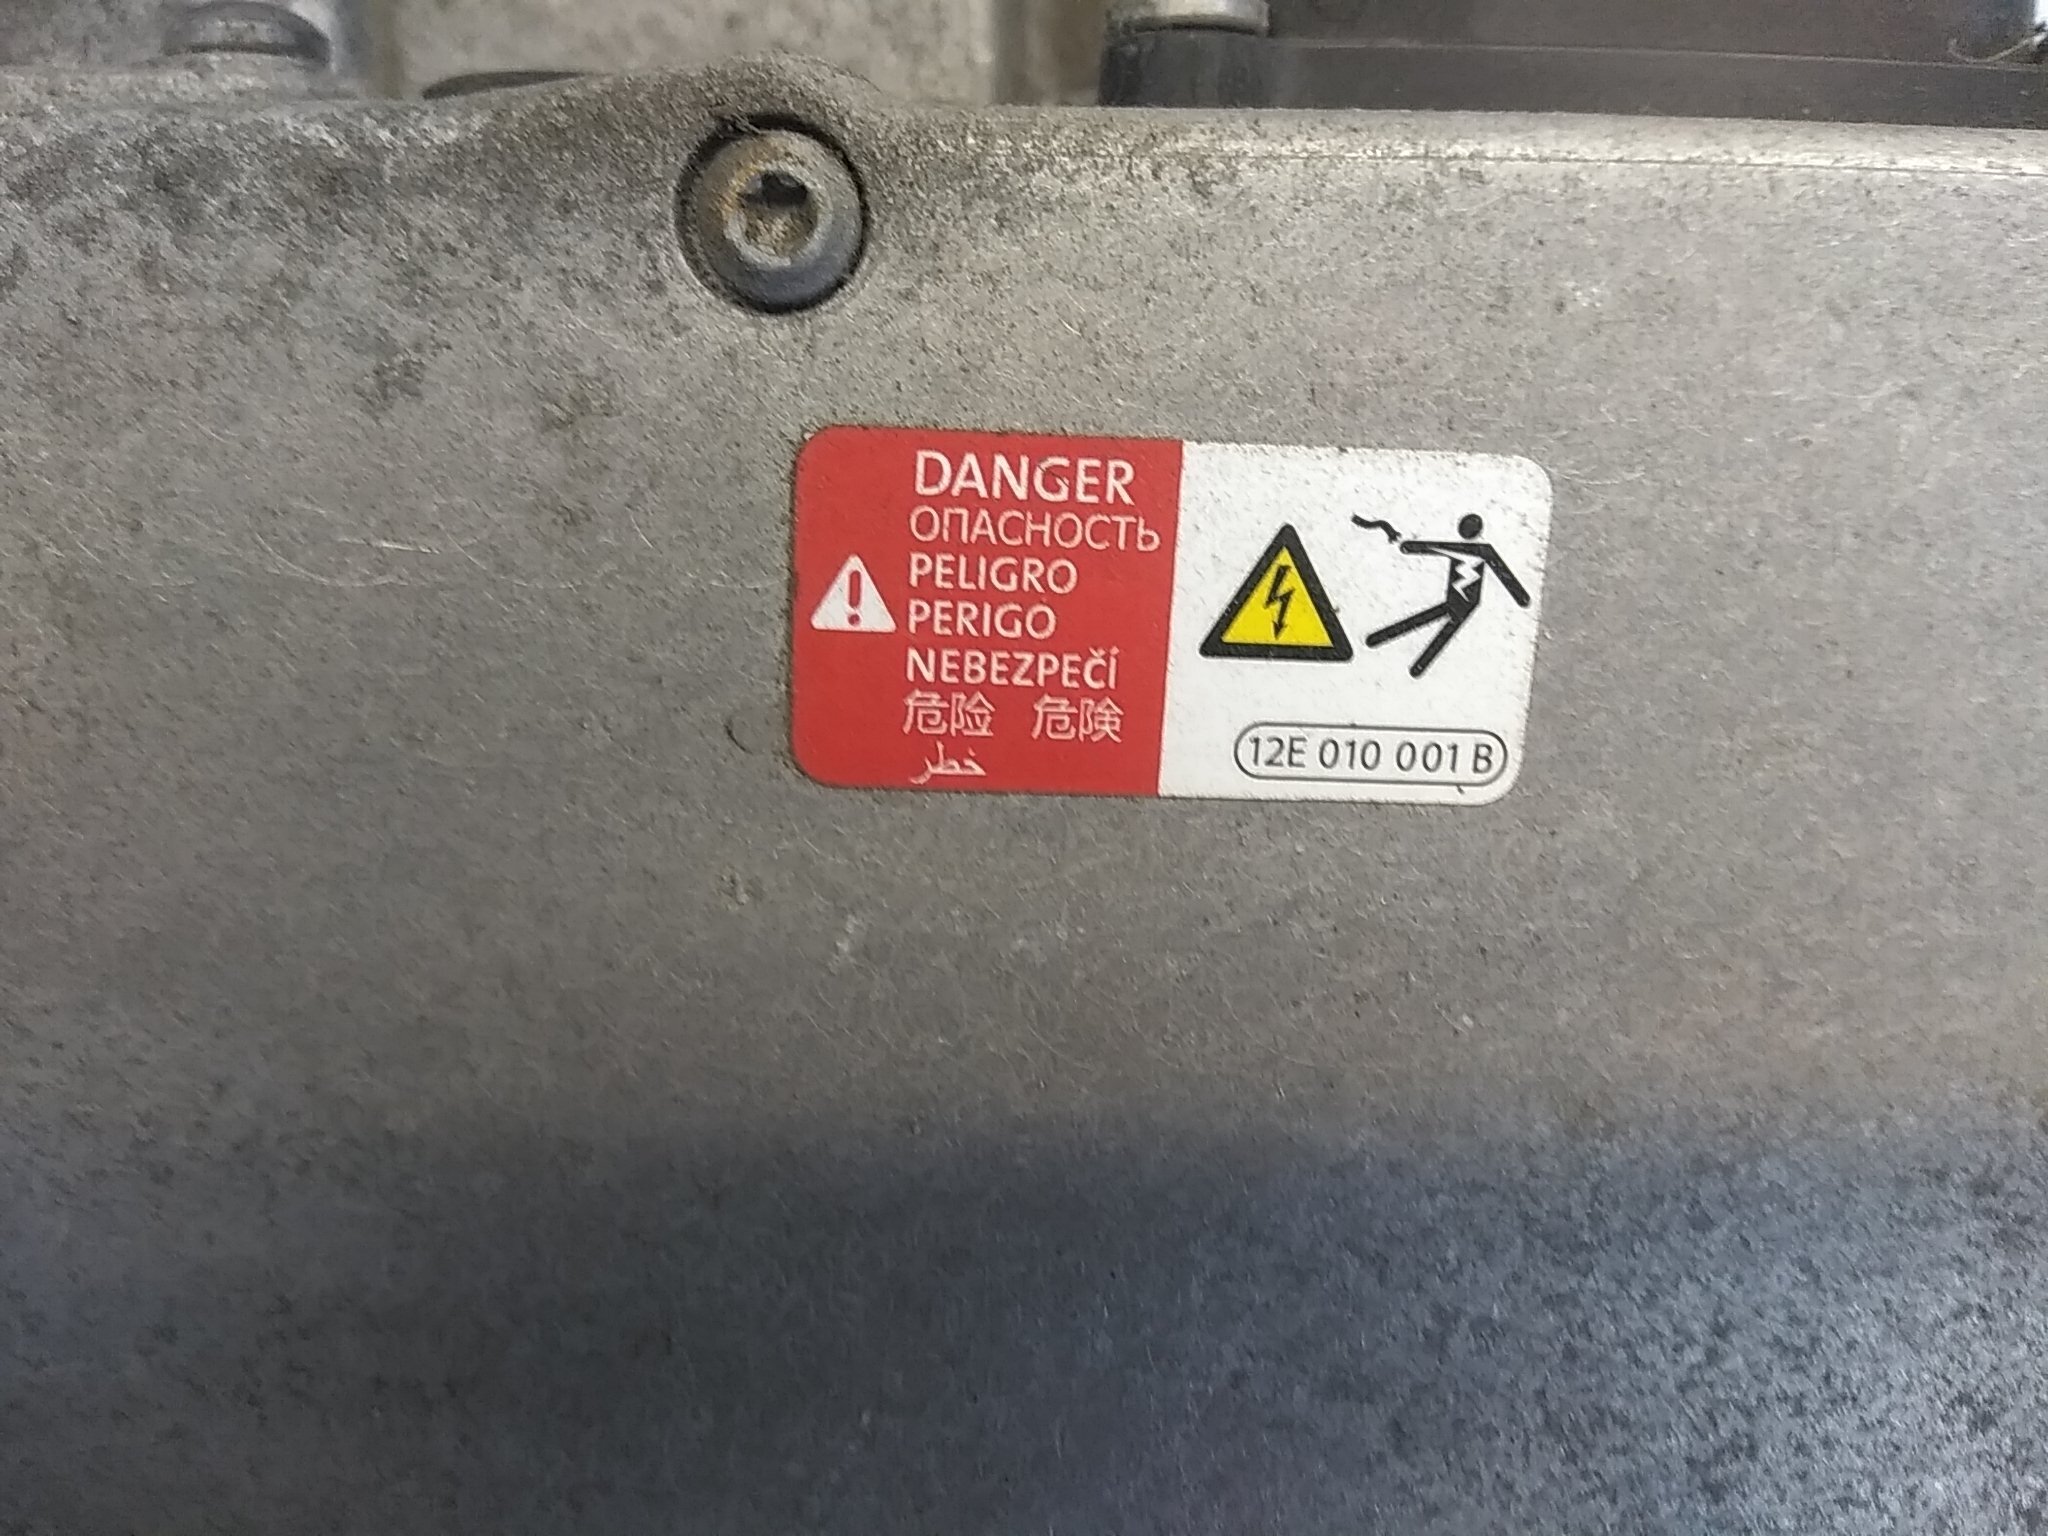 DANGER
ОПАСНОСТЬ
PELIGRO
PERIGO
NEBEZPEČÍ
危险 危険
خطر
12E 010 001 B